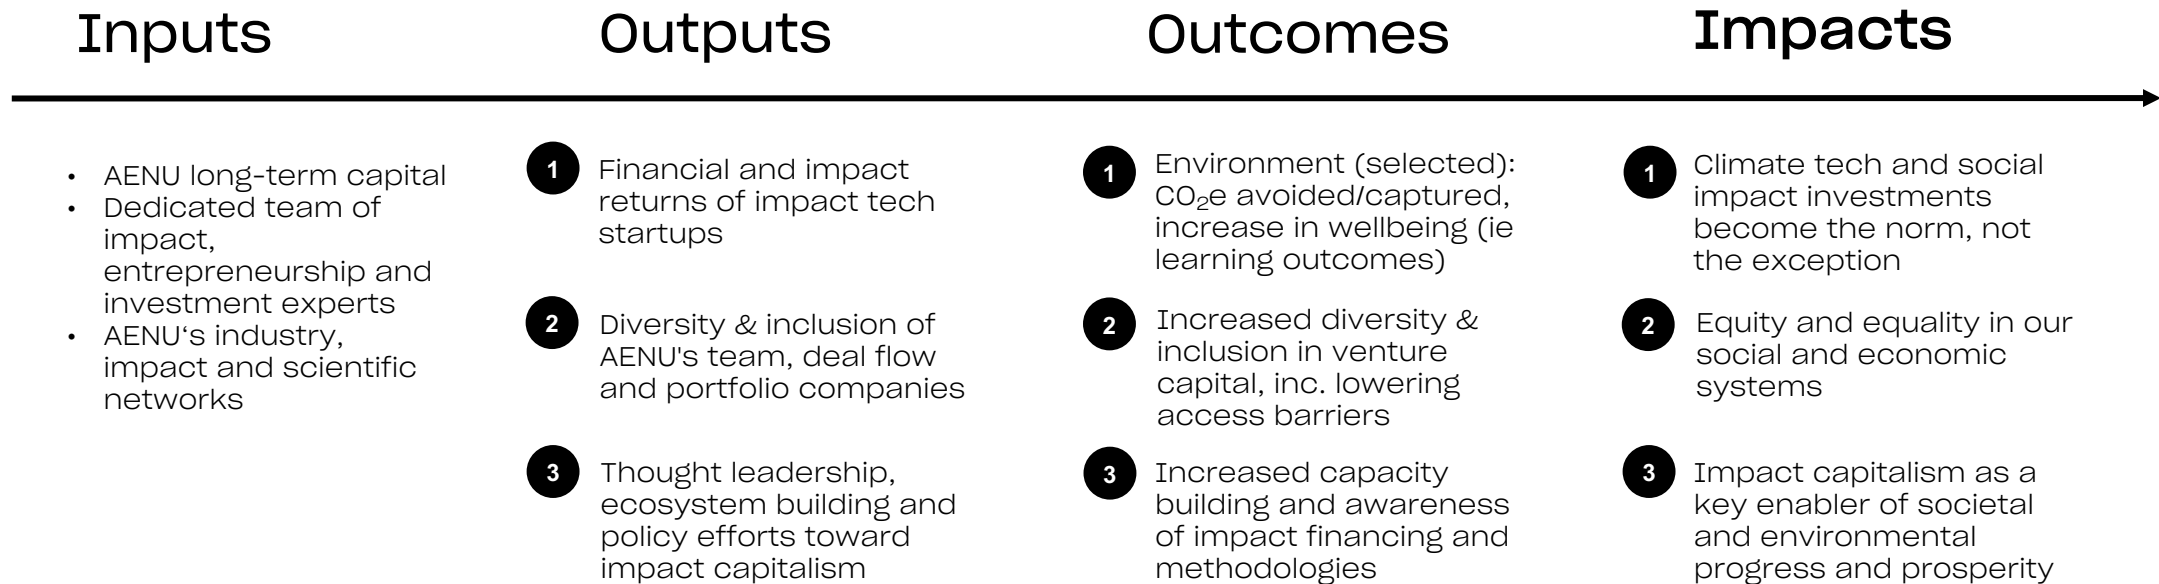 Inputs
Outputs
Outcomes
Impacts
• AENU long-term capital
• Dedicated team of
impact,
entrepreneurship and
investment experts
• AENU‘s industry,
impact and scientific
networks
1
Financial and impact
returns of impact tech
startups
2
Diversity & inclusion of
AENU's team, deal flow
and portfolio companies
3
Thought leadership,
ecosystem building and
policy efforts toward
impact capitalism
1
Environment (selected):
CO₂e avoided/captured,
increase in wellbeing (ie
learning outcomes)
2
Increased diversity &
inclusion in venture
capital, inc. lowering
access barriers
3
Increased capacity
building and awareness
of impact financing and
methodologies
1
Climate tech and social
impact investments
become the norm, not
the exception
2
Equity and equality in our
social and economic
systems
3
Impact capitalism as a
key enabler of societal
and environmental
progress and prosperity